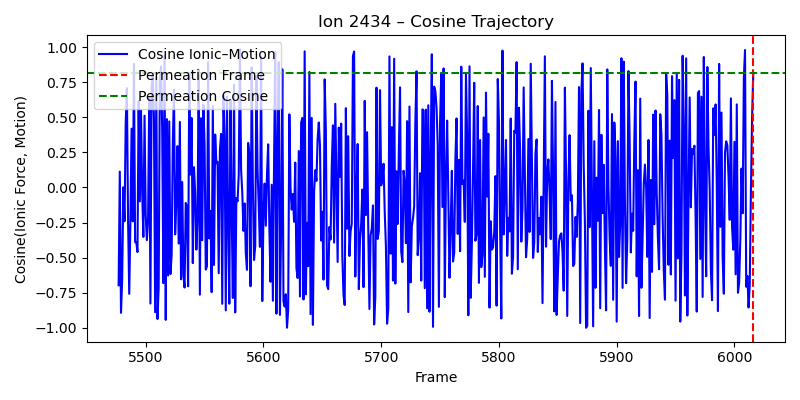 Ion 2434 – Cosine Trajectory
Cosine(Ionic Force, Motion)
1.00
0.75
0.50
0.25
0.00
−0.25
−0.50
−0.75
−1.00
Cosine Ionic–Motion
Permeation Frame
Permeation Cosine
5500
5600
5700
5800
5900
6000
Frame